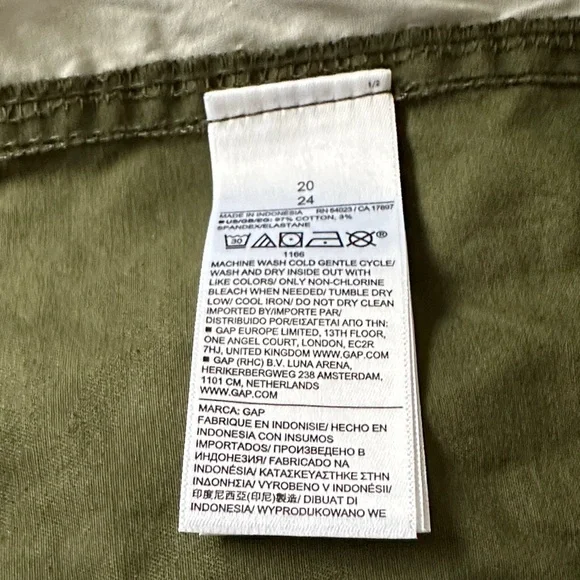 1/3
20
24
MADE IN INDONESIA RN 54023 / CA 17897
■ US/GB/EG: 97% COTTON, 3%
SPANDEX/ELASTANE
30 ®
1166
MACHINE WASH COLD GENTLE CYCLE/
WASH AND DRY INSIDE OUT WITH
LIKE COLORS/ ONLY NON-CHLORINE
BLEACH WHEN NEEDED/ TUMBLE DRY
LOW/ COOL IRON/ DO NOT DRY CLEAN
IMPORTED BY/IMPORTE PAR/
DISTRIBUIDO POR/ΕΙΣΑΓΕΤΑΙ ΑΠΟ ΤΗΝ:
■ GAP EUROPE LIMITED, 13TH FLOOR,
ONE ANGEL COURT, LONDON, EC2R
7HJ, UNITED KINGDOM WWW.GAP.COM
■ GAP (RHC) B.V. LUNA ARENA,
HERIKERBERGWEG 238 AMSTERDAM,
1101 CM, NETHERLANDS
WWW.GAP.COM
MARCA: GAP
FABRIQUE EN INDONISIE/ HECHO EN
INDONESIA CON INSUMOS
IMPORTADOS/ ПРОИЗВЕДЕНО В
ИНДОНЕЗИЯ/ FABRICADO NA
INDONÉSIA/ ΚΑΤΑΣΚΕΥΑΣΤΗΚΕ ΣΤΗΝ
ΙΝΔΟΝΗΣΙΑ/ VYROBENO V INDONÉSII/
印度尼西亞(印尼)製造/ DIBUAT DI
INDONESIA/ WYPRODUKOWANO WE